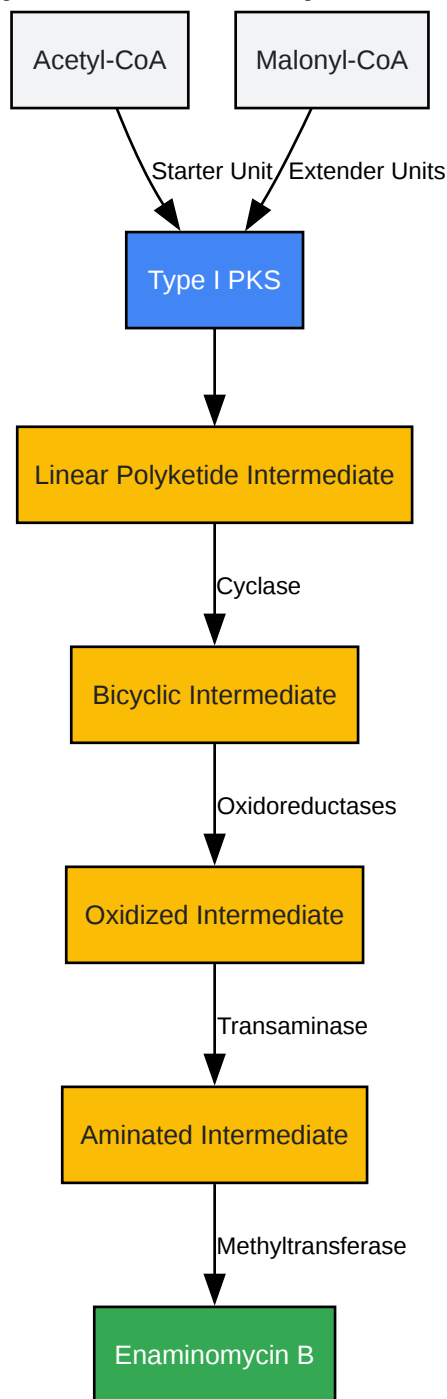 Acetyl-CoA
Malonyl-CoA
Starter Unit
Extender Units
Type I PKS
Linear Polyketide Intermediate
Cyclase
Bicyclic Intermediate
Oxidoreductases
Oxidized Intermediate
Transaminase
Aminated Intermediate
Methyltransferase
Enaminomycin B